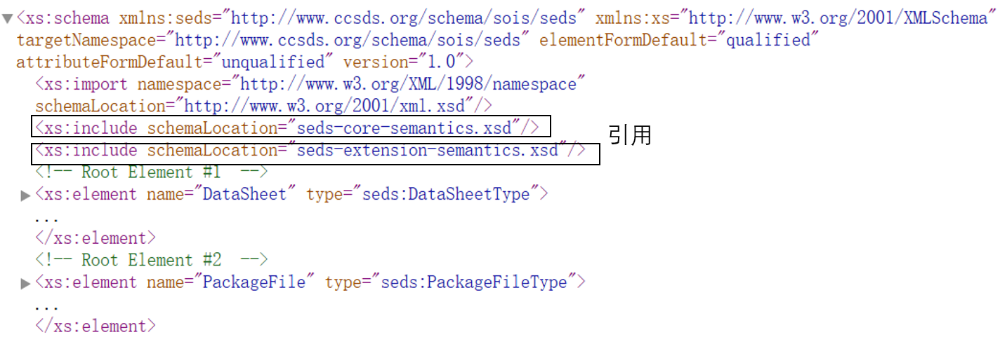 ▼<xs:schema xmlns:seds="http://www.ccsds.org/schema/sois/seds" xmlns:xs="http://www.w3.org/2001/XMLSchema"
targetNamespace="http://www.ccsds.org/schema/sois/seds" elementFormDefault="qualified"
attributeFormDefault="unqualified" version="1.0">
<xs:import namespace="http://www.w3.org/XML/1998/namespace"
schemaLocation="http://www.w3.org/2001/xml.xsd"/>
<xs:include schemaLocation="seds-core-semantics.xsd"/>
引用
<xs:include schemaLocation="seds-extension-semantics.xsd"/>
<!-- Root Element #1  -->
▶<xs:element name="DataSheet" type="seds:DataSheetType">
...
</xs:element>
<!-- Root Element #2  -->
▶<xs:element name="PackageFile" type="seds:PackageFileType">
...
</xs:element>